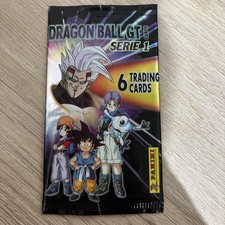 DRAGON BALL GT
SERIE 1
6 TRADING
CARDS
PANINI